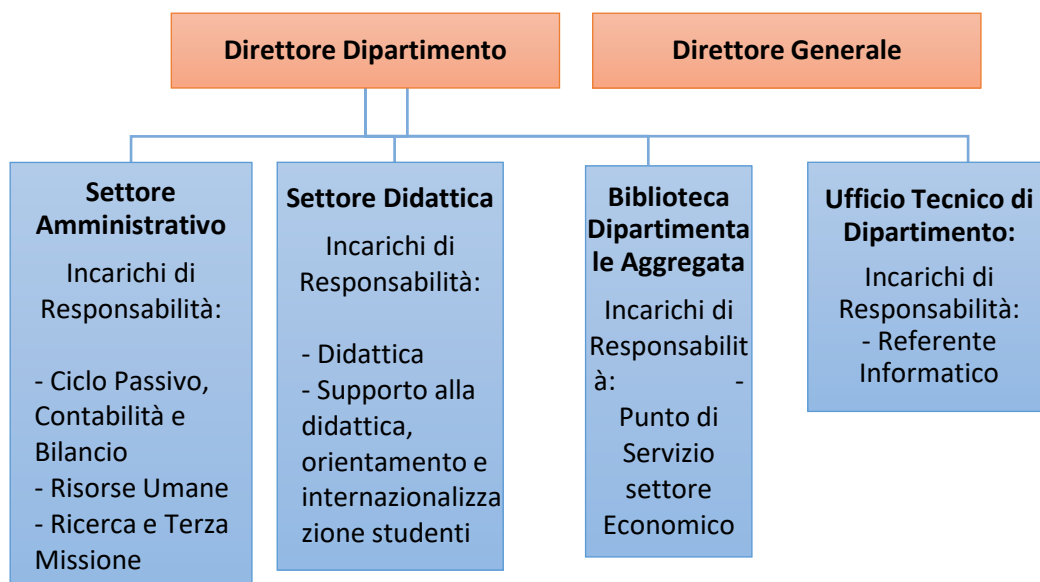 Direttore Dipartimento
Direttore Generale
Settore
Amministrativo
Incarichi di
Responsabilità:
- Ciclo Passivo,
Contabilità e
Bilancio
- Risorse Umane
- Ricerca e Terza
Missione
Settore Didattica
Incarichi di
Responsabilità:
- Didattica
- Supporto alla
didattica,
orientamento e
internazionalizza
zione studenti
Biblioteca
Dipartimenta
le Aggregata
Incarichi di
Responsabilit
à: -
Punto di
Servizio
settore
Economico
Ufficio Tecnico di
Dipartimento:
Incarichi di
Responsabilità:
- Referente
Informatico